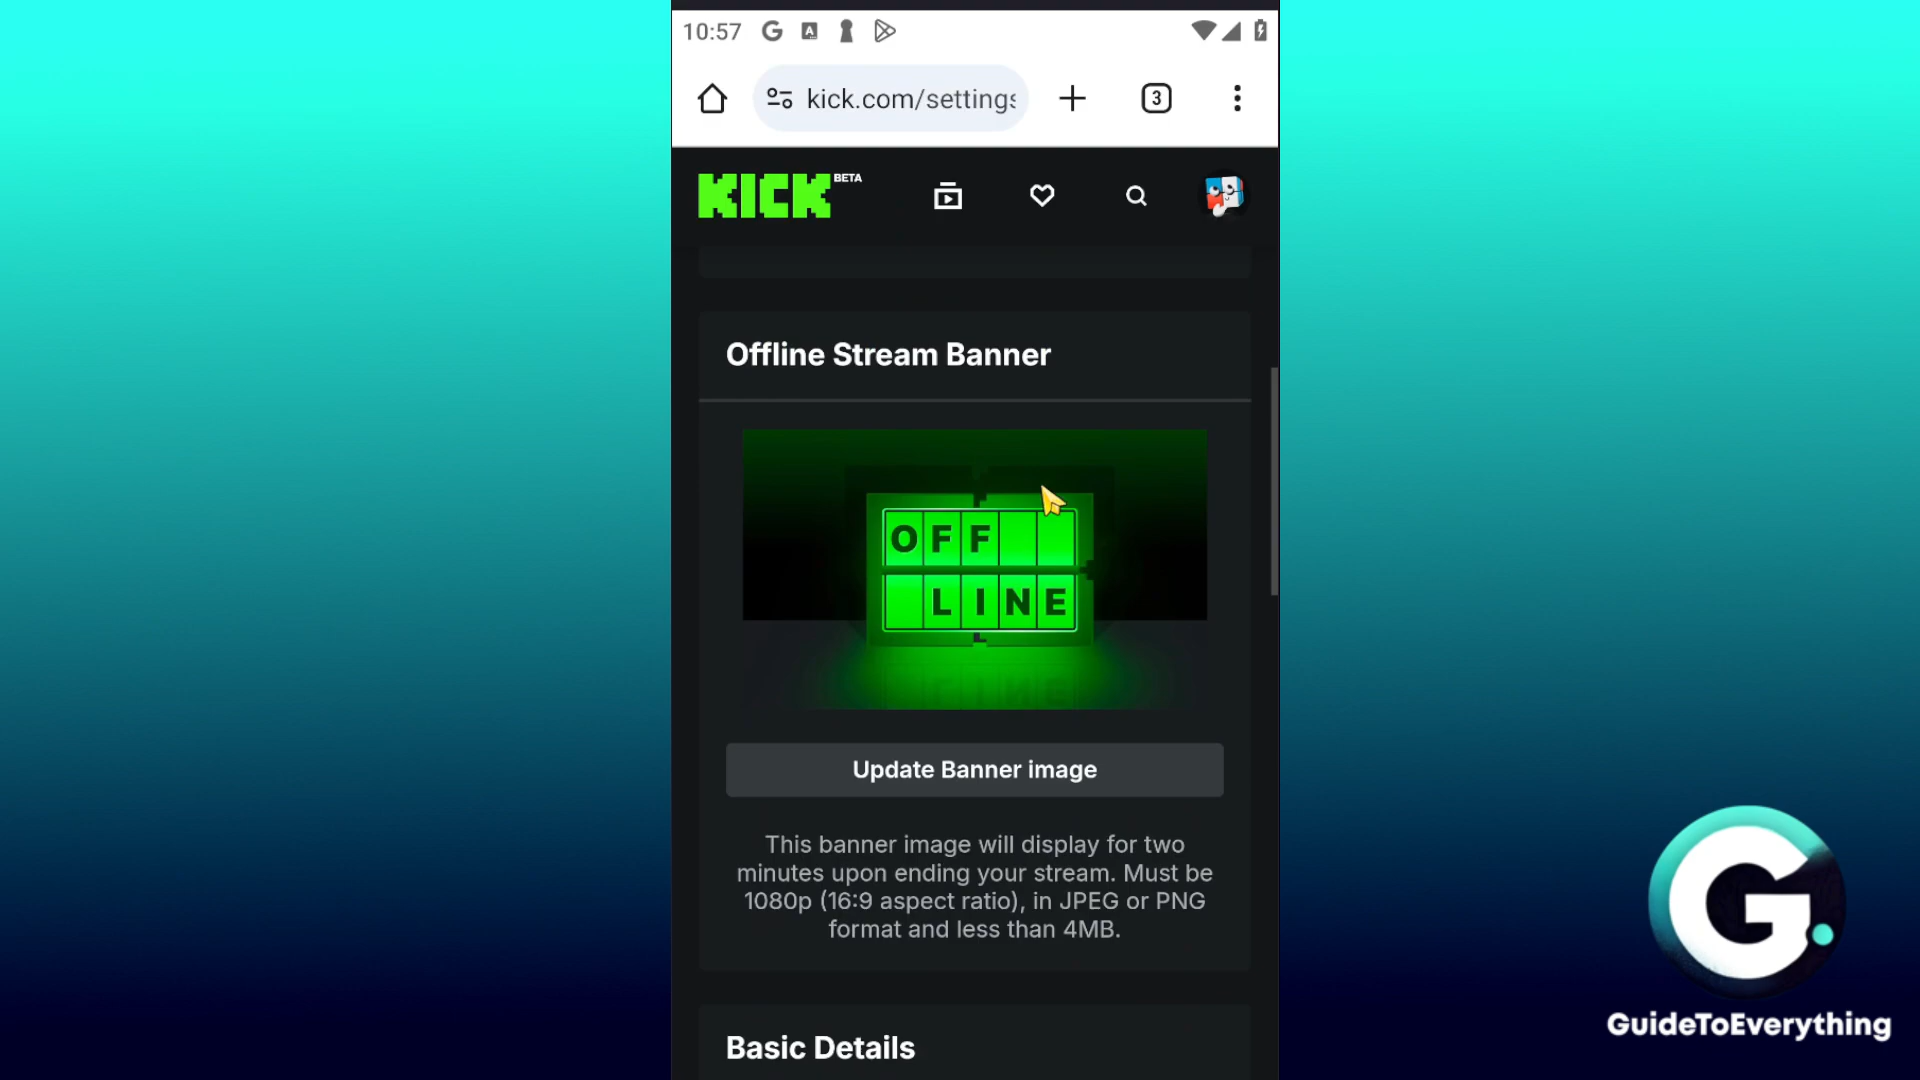 10:57
kick.com/settings
3
KICK BETA
Offline Stream Banner
OFF
LINE
Update Banner image
This banner image will display for two
minutes upon ending your stream. Must be
1080p (16:9 aspect ratio), in JPEG or PNG
format and less than 4MB.
Basic Details
G.
GuideToEverything